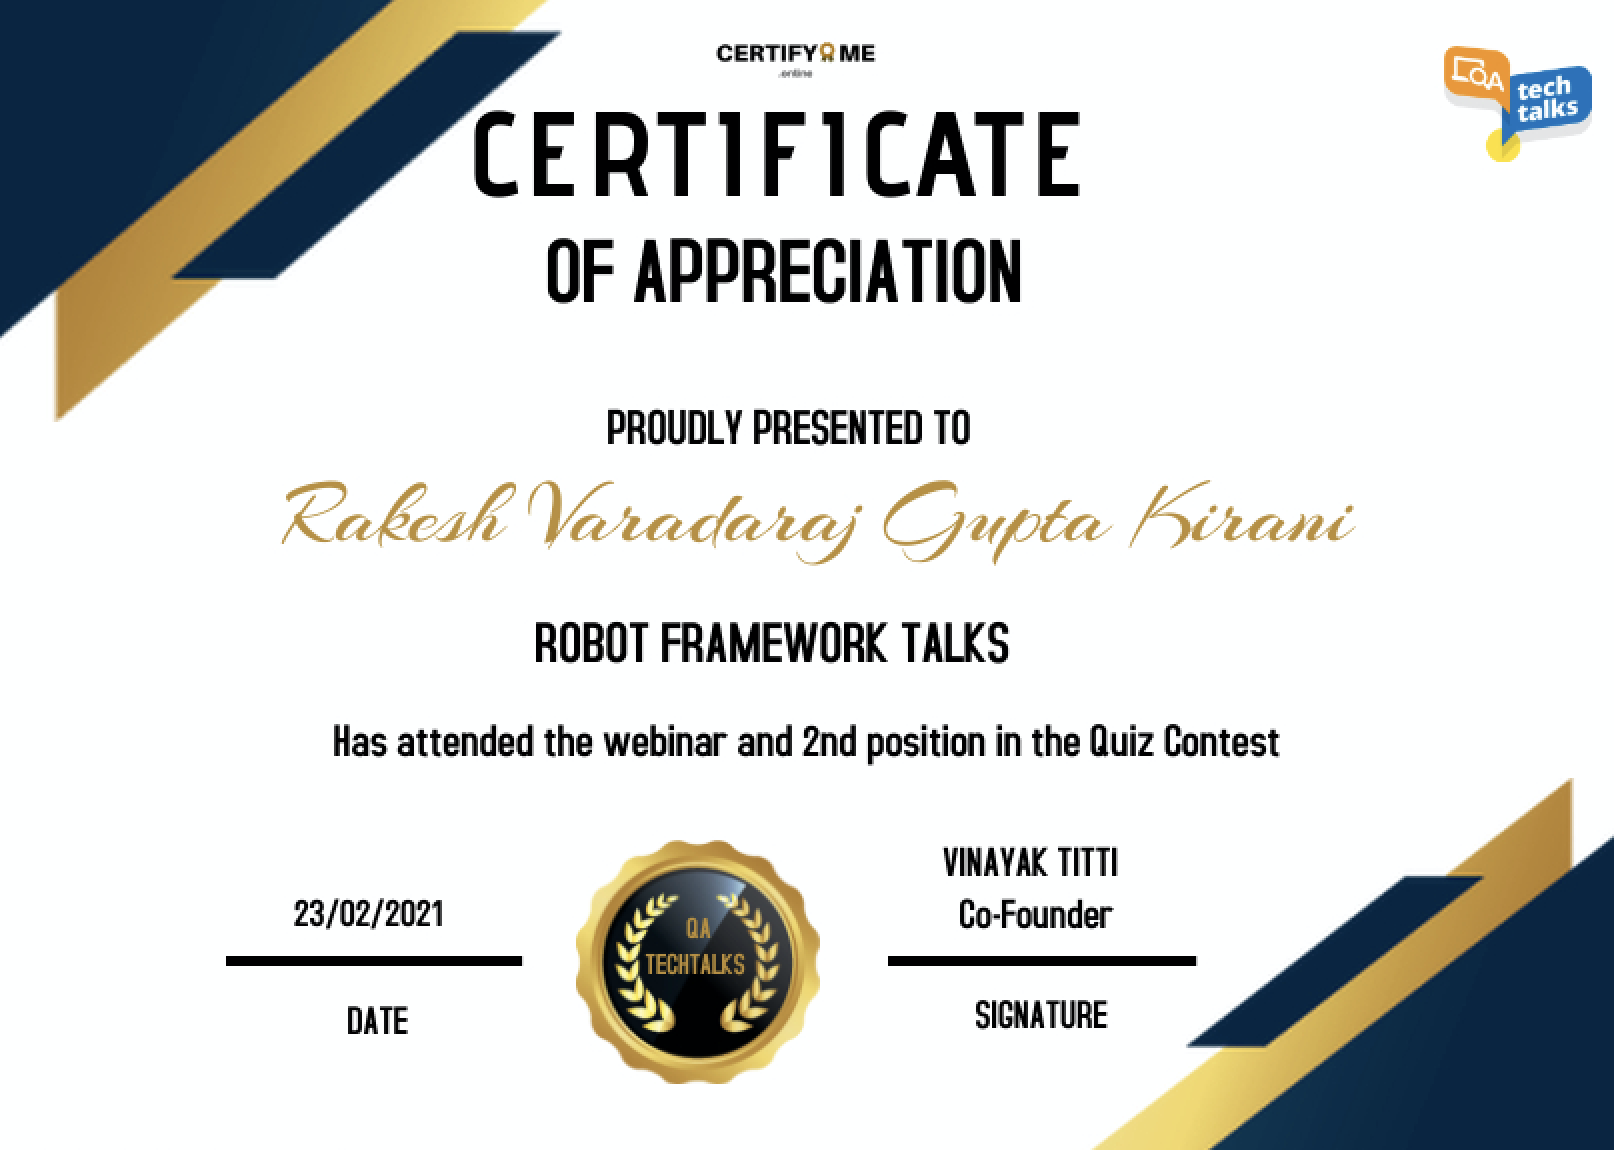 CERTIFY ME
.online
QA
tech
talks
CERTIFICATE
OF APPRECIATION
PROUDLY PRESENTED TO
Rakesh Varadaraj Gupta Kirani
ROBOT FRAMEWORK TALKS
Has attended the webinar and 2nd position in the Quiz Contest
23/02/2021
DATE
QA
TECHTALKS
VINAYAK TITTI
Co-Founder
SIGNATURE